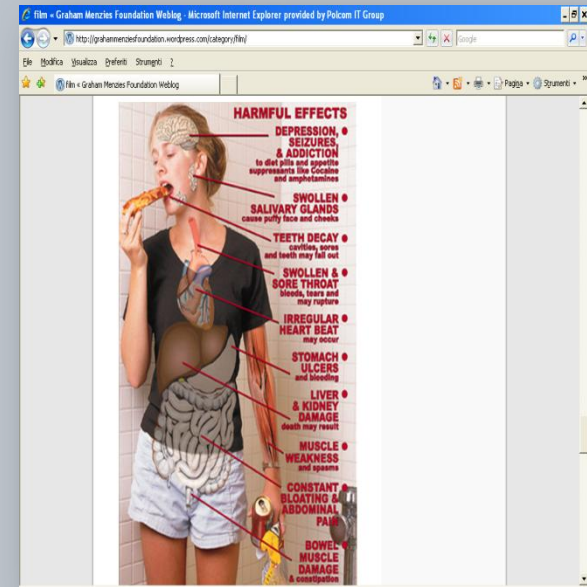 film « Graham Menzies Foundation Weblog - Microsoft Internet Explorer provided by Polcom IT Group
http://grahammenziesfoundation.wordpress.com/category/film/
Google
File Modifica Visualizza Preferiti Strumenti ?
film « Graham Menzies Foundation Weblog
Pagina Strumenti »
HARMFUL EFFECTS
DEPRESSION,
SEIZURES,
& ADDICTION
to diet pills and appetite
suppressants like Cocaine
and amphetamines
SWOLLEN
SALIVARY GLANDS
cause puffy face and cheeks
TEETH DECAY
cavities, sores
and teeth may fall out
SWOLLEN &
SORE THROAT
bleeds, tears and
may rupture
IRREGULAR
HEART BEAT
may occur
STOMACH
ULCERS
and bleeding
LIVER
& KIDNEY
DAMAGE
death may result
MUSCLE
WEAKNESS
and spasms
CONSTANT
BLOATING &
ABDOMINAL
PAIN
BOWEL
MUSCLE
DAMAGE
& constipation